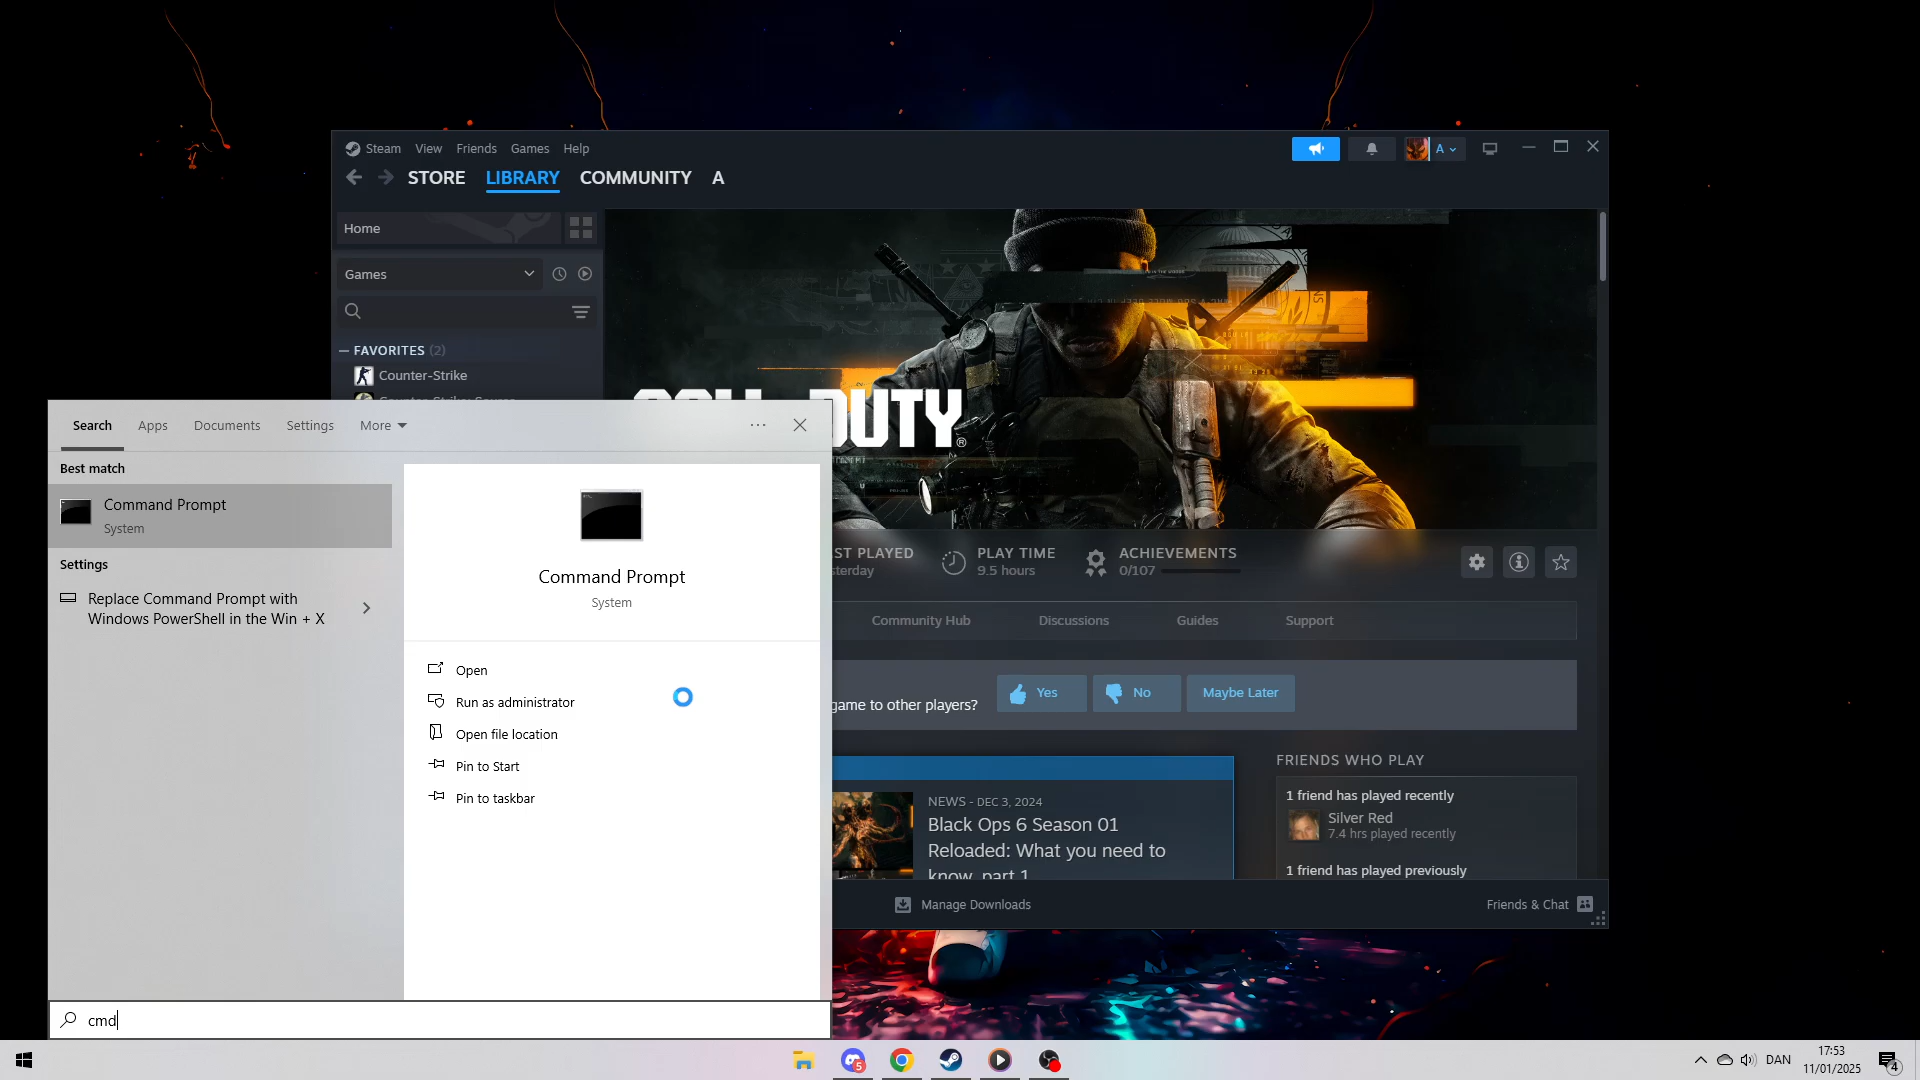 Steam View Friends Games Help
A
STORE LIBRARY COMMUNITY A
Home
Games
FAVORITES (2)
Counter-Strike
DUTY
Search Apps Documents Settings More
Best match
Command Prompt
System
Settings
Replace Command Prompt with
Windows PowerShell in the Win + X
Command Prompt
System
Open
Run as administrator
Open file location
Pin to Start
Pin to taskbar
cmd
ST PLAYED
terday
PLAY TIME
9.5 hours
ACHIEVEMENTS
0/107
Community Hub Discussions Guides Support
game to other players?
Yes No Maybe Later
NEWS - DEC 3, 2024
Black Ops 6 Season 01
Reloaded: What you need to
know, part 1
FRIENDS WHO PLAY
1 friend has played recently
Silver Red
7.4 hrs played recently
1 friend has played previously
Manage Downloads
Friends & Chat
5
DAN
17:53
11/01/2025
4